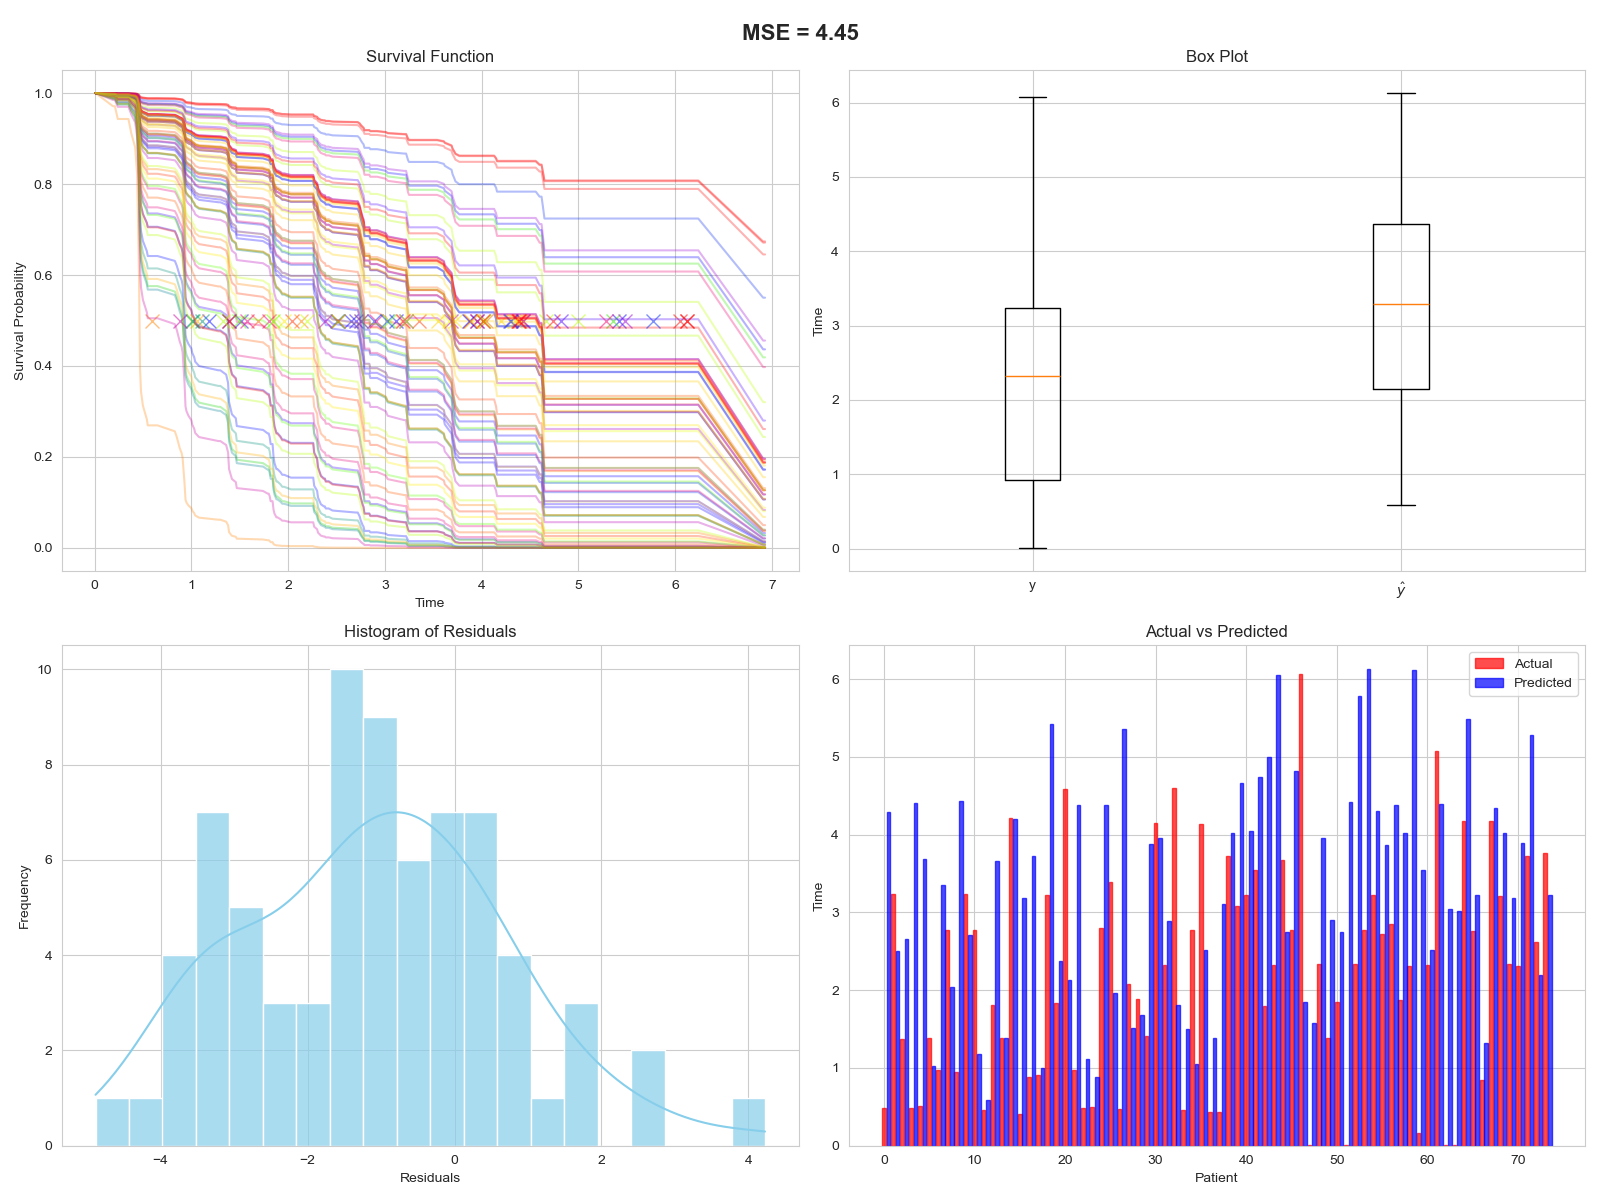 MSE = 4.45
Survival Function
Survival Probability
1.0
0.8
0.6
0.4
0.2
0.0
0 1 2 3 4 5 6 7
Time
Box Plot
Time
6
5
4
3
2
1
0
y ŷ
Histogram of Residuals
Frequency
10
8
6
4
2
0
−4 −2 0 2 4
Residuals
Actual vs Predicted
Actual
Predicted
Time
6
5
4
3
2
1
0
0 10 20 30 40 50 60 70
Patient